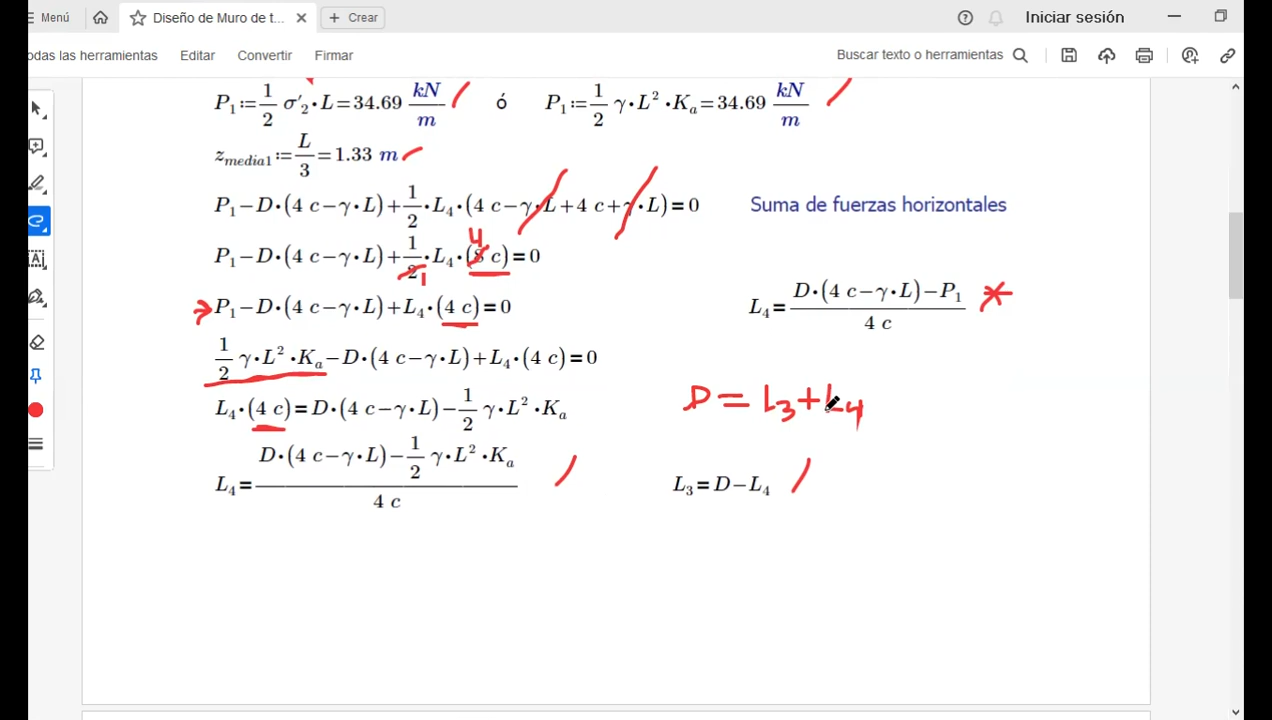 Menú
Diseño de Muro de t...
+ Crear
Iniciar sesión
odas las herramientas Editar Convertir Firmar
Buscar texto o herramientas
P₁:=1/2 σ'₂·L=34.69 kN/m ó P₁:=1/2 γ·L²·Kₐ=34.69 kN/m
z_media1:=L/3=1.33 m
P₁−D·(4 c−γ·L)+1/2·L₄·(4 c−γ·L+4 c+γ·L)=0 Suma de fuerzas horizontales
4
P₁−D·(4 c−γ·L)+1/2·L₄·(8 c)=0
1
P₁−D·(4 c−γ·L)+L₄·(4 c)=0 L₄=(D·(4 c−γ·L)−P₁)/(4 c) *
1/2 γ·L²·Kₐ−D·(4 c−γ·L)+L₄·(4 c)=0
L₄·(4 c)=D·(4 c−γ·L)−1/2 γ·L²·Kₐ D=L₃+L₄
L₄=(D·(4 c−γ·L)−1/2 γ·L²·Kₐ)/(4 c) L₃=D−L₄